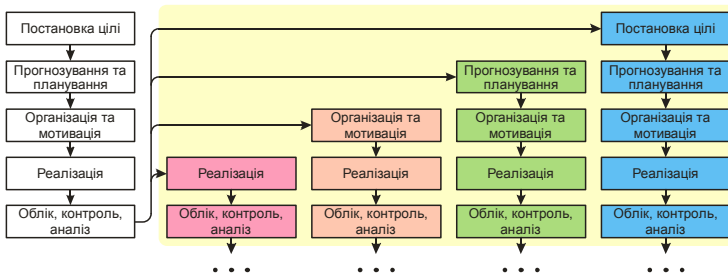 Постановка цілі
Прогнозування та
планування
Організація та
мотивація
Реалізація
Облік, контроль,
аналіз
Реалізація
Облік, контроль,
аналіз
Організація та
мотивація
Реалізація
Облік, контроль,
аналіз
Прогнозування та
планування
Організація та
мотивація
Реалізація
Облік, контроль,
аналіз
Постановка цілі
Прогнозування та
планування
Організація та
мотивація
Реалізація
Облік, контроль,
аналіз
• • •
• • •
• • •
• • •